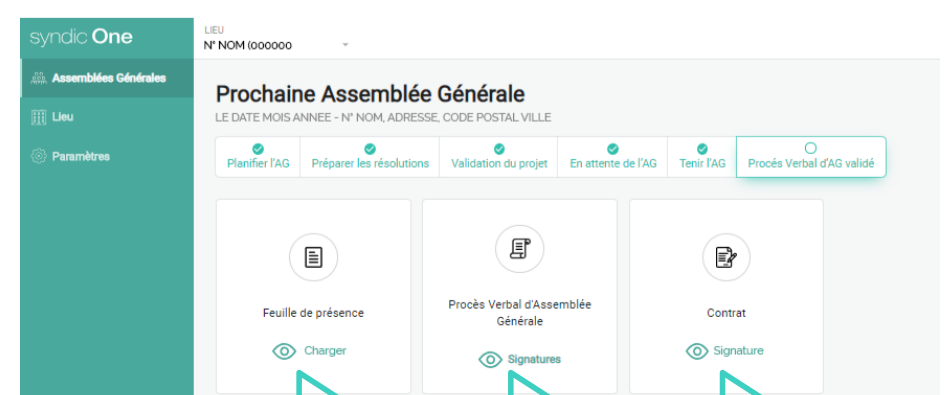 syndic One
LIEU
N° NOM (000000
Assemblées Générales
Lieu
Paramètres
Prochaine Assemblée Générale
LE DATE MOIS ANNEE - N° NOM, ADRESSE, CODE POSTAL VILLE
Planifier l'AG
Préparer les résolutions
Validation du projet
En attente de l'AG
Tenir l'AG
Procés Verbal d'AG validé
Feuille de présence
Charger
Procès Verbal d'Assemblée
Générale
Signatures
Contrat
Signature